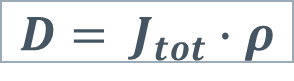 D = J_tot · ρ